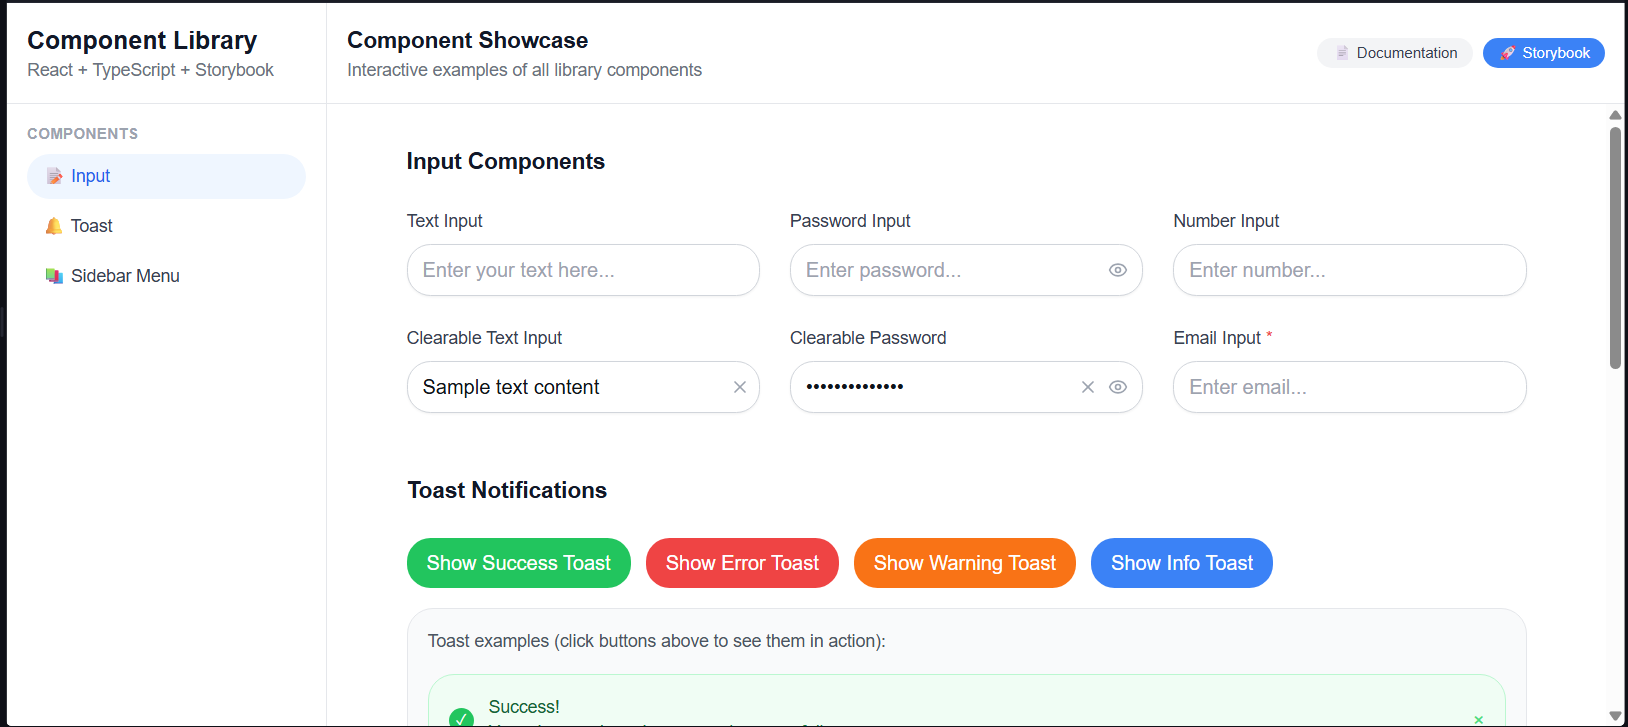 Component Library
React + TypeScript + Storybook
Component Showcase
Interactive examples of all library components
Documentation
Storybook
COMPONENTS
Input
Toast
Sidebar Menu
Input Components
Text Input
Password Input
Number Input
Enter your text here...
Enter password...
Enter number...
Clearable Text Input
Clearable Password
Email Input *
Sample text content
••••••••••••••
Enter email...
Toast Notifications
Show Success Toast
Show Error Toast
Show Warning Toast
Show Info Toast
Toast examples (click buttons above to see them in action):
Success!